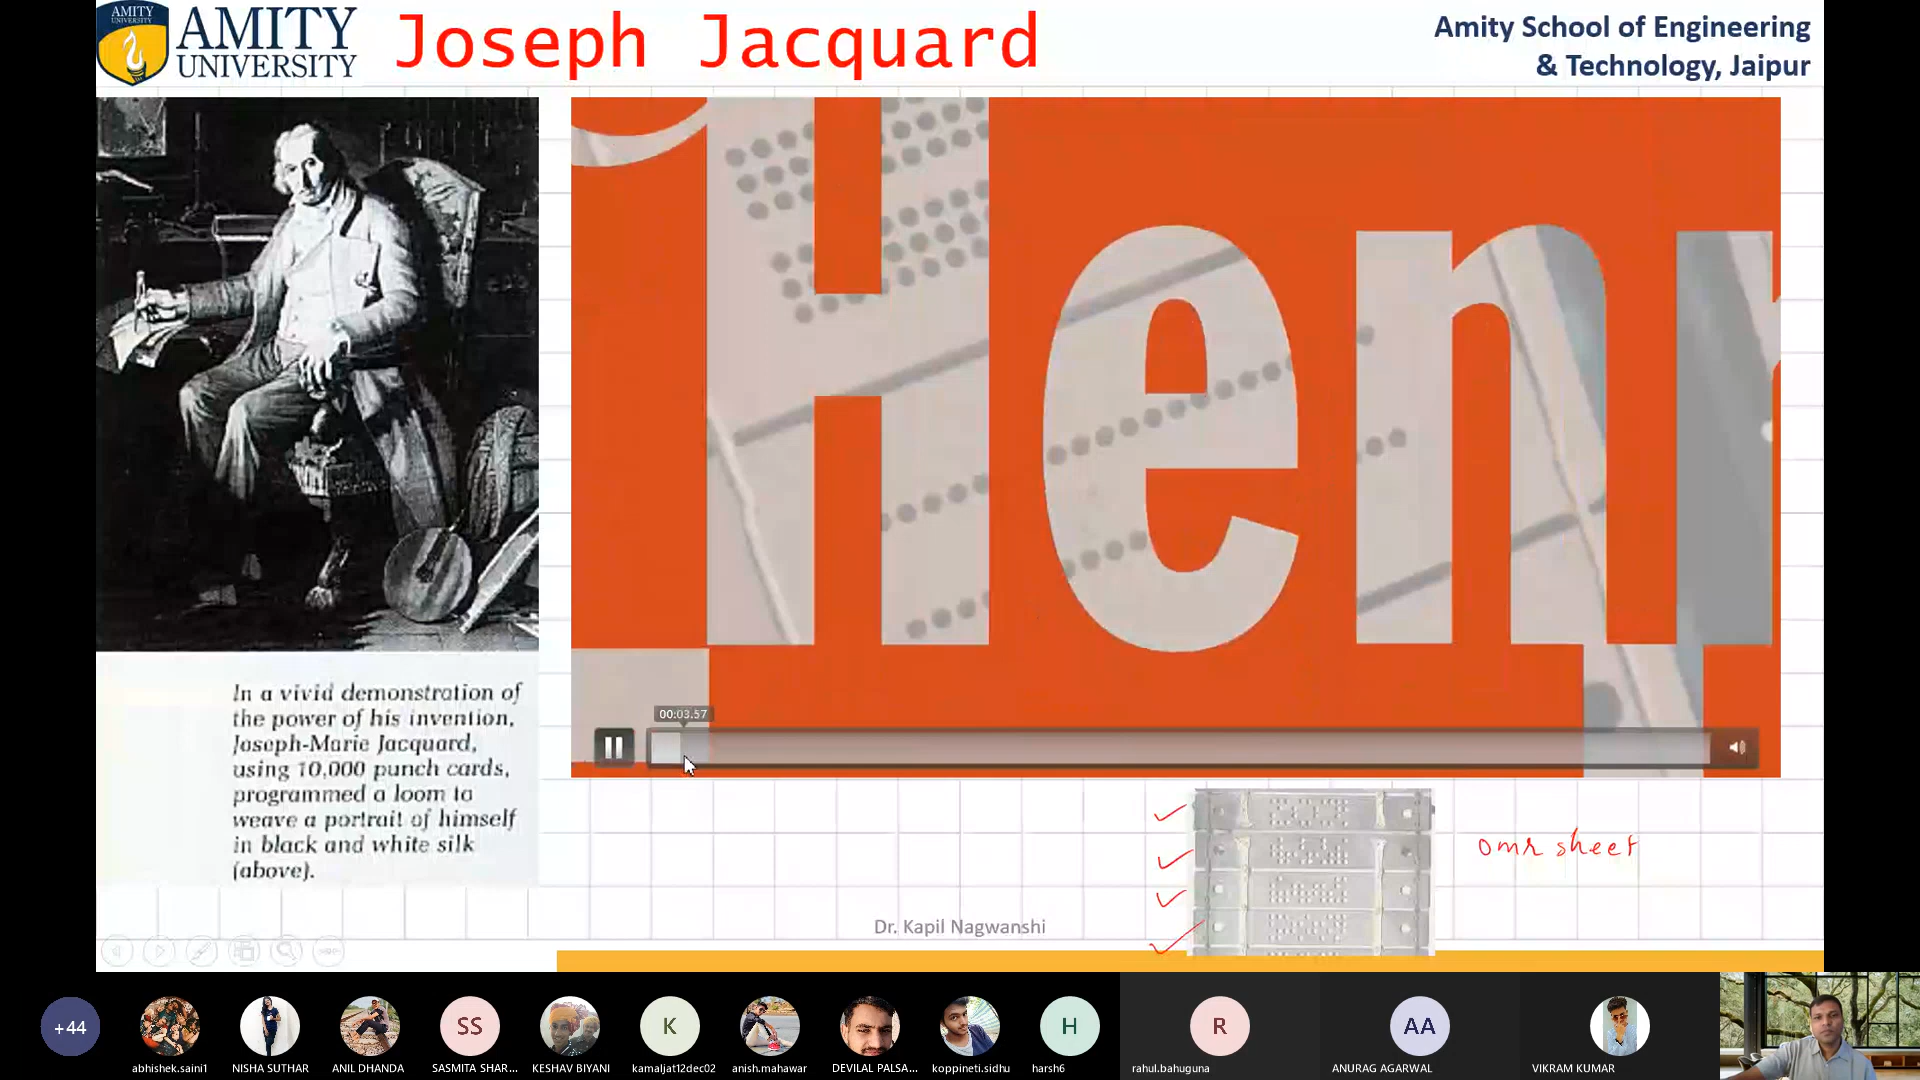 AMITY
UNIVERSITY
AMITY
UNIVERSITY
Joseph Jacquard
Amity School of Engineering
& Technology, Jaipur
Hen
00:03.57
In a vivid demonstration of
the power of his invention,
Joseph-Marie Jacquard,
using 10,000 punch cards,
programmed a loom to
weave a portrait of himself
in black and white silk
(above).
omr sheet
Dr. Kapil Nagwanshi
+44
SS
K
H
R
AA
abhishek.saini1
NISHA SUTHAR
ANIL DHANDA
SASMITA SHAR...
KESHAV BIYANI
kamaljat12dec02
anish.mahawar
DEVILAL PALSA...
koppineti.sidhu
harsh6
rahul.bahuguna
ANURAG AGARWAL
VIKRAM KUMAR